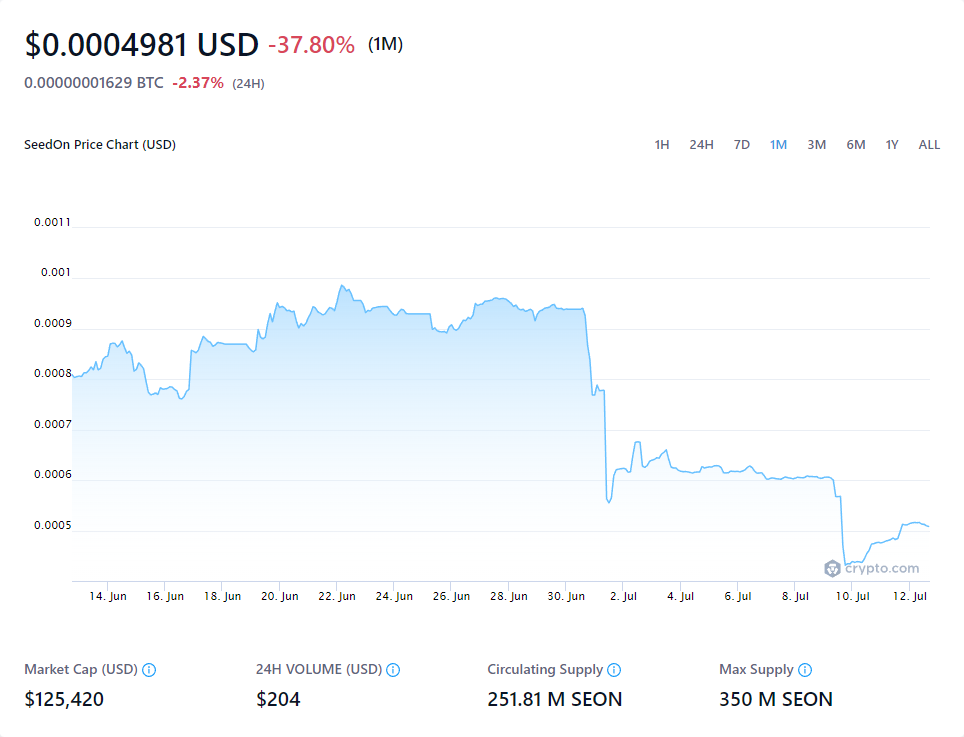 $0.0004981 USD -37.80% (1M)
0.00000001629 BTC -2.37% (24H)
SeedOn Price Chart (USD) 1H 24H 7D 1M 3M 6M 1Y ALL
0.0011
0.001
0.0009
0.0008
0.0007
0.0006
0.0005
crypto.com
14. Jun 16. Jun 18. Jun 20. Jun 22. Jun 24. Jun 26. Jun 28. Jun 30. Jun 2. Jul 4. Jul 6. Jul 8. Jul 10. Jul 12. Jul
Market Cap (USD) 24H VOLUME (USD) Circulating Supply Max Supply
$125,420 $204 251.81 M SEON 350 M SEON